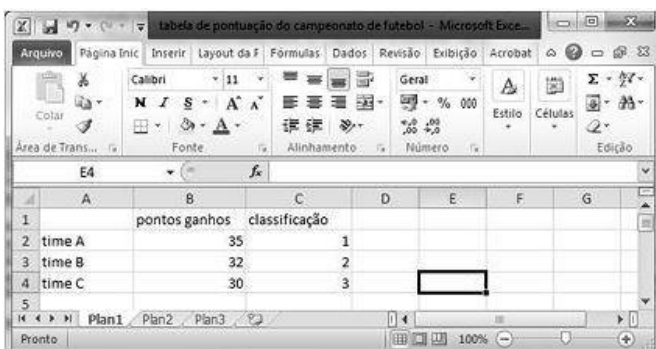 tabela de pontuação do campeonato de futebol - Microsoft Exce...
Arquivo Página Inic Inserir Layout da F Fórmulas Dados Revisão Exibição Acrobat
Colar
Calibri 11
N I S A A
A
Geral
% 000
Estilo
Células
Σ
Área de Trans... Fonte Alinhamento Número Edição
E4 fx
A B C D E F G
1 pontos ganhos classificação
2 time A 35 1
3 time B 32 2
4 time C 30 3
5
Plan1 Plan2 Plan3
Pronto 100%